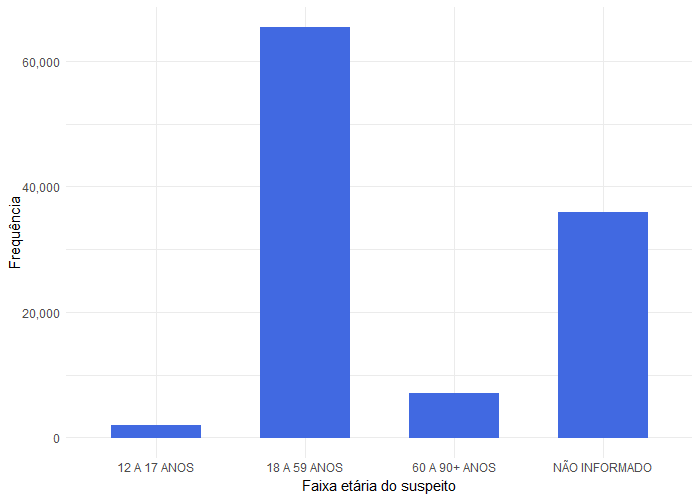 60,000
40,000
20,000
0
Frequência
12 A 17 ANOS
18 A 59 ANOS
60 A 90+ ANOS
NÃO INFORMADO
Faixa etária do suspeito